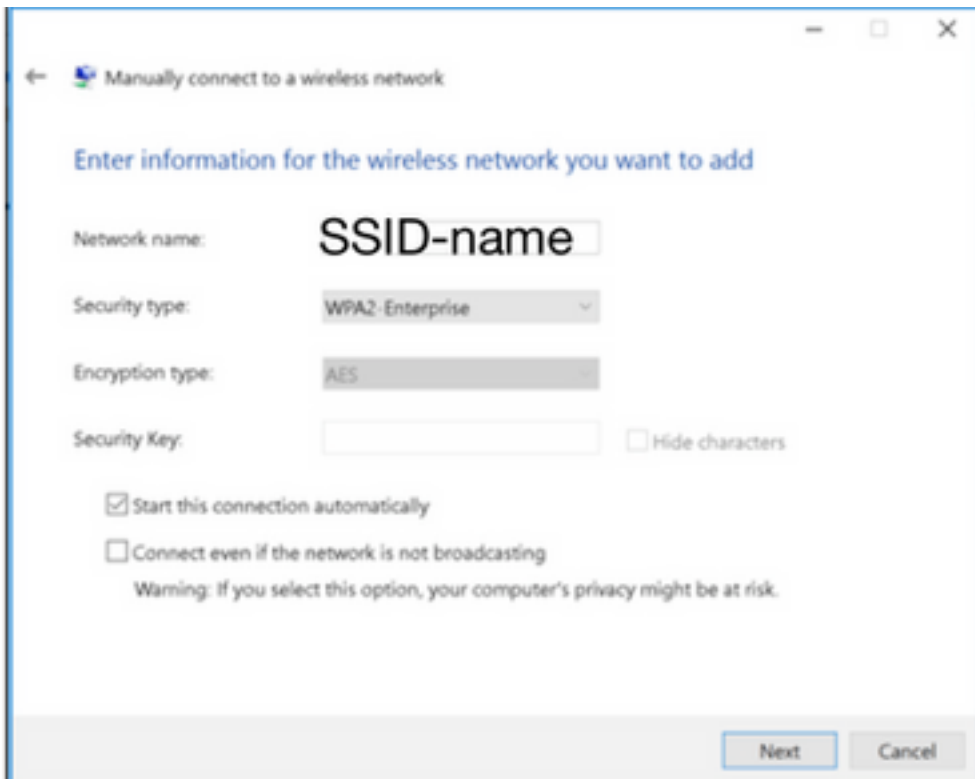 Manually connect to a wireless network
Enter information for the wireless network you want to add
Network name: SSID-name
Security type: WPA2-Enterprise
Encryption type: AES
Security Key: Hide characters
Start this connection automatically
Connect even if the network is not broadcasting
Warning: If you select this option, your computer's privacy might be at risk.
Next Cancel